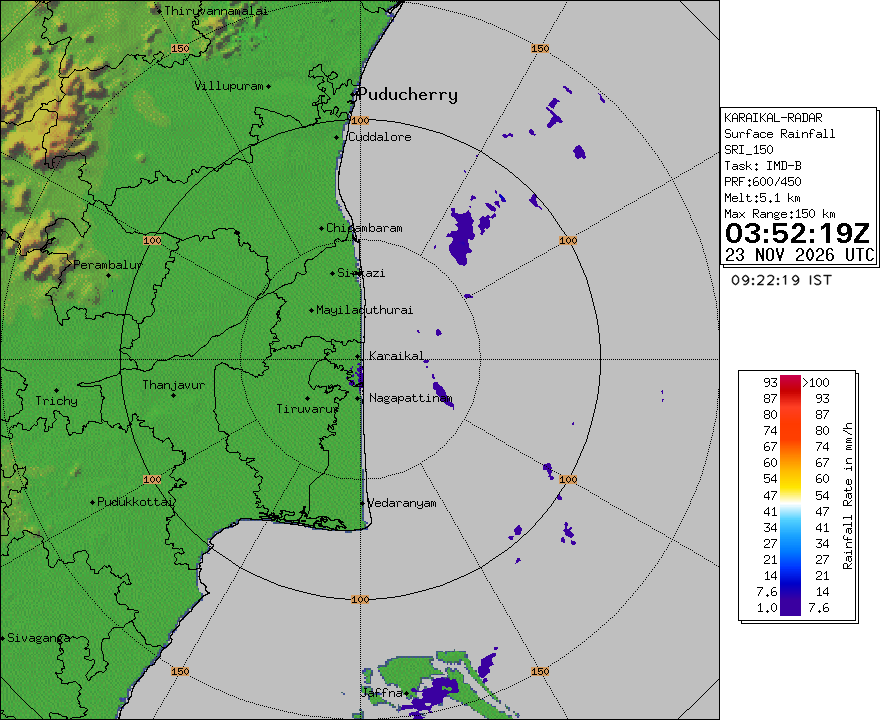 Thiruvannamalai
150
150
Villupuram
Puducherry
100
Cuddalore
Chidambaram
100
100
Perambalur
Sirkazi
Mayiladuthurai
Karaikal
Thanjavur
Trichy
Tiruvarur
Nagapattinam
100
100
Pudukkottai
Vedaranyam
100
Sivaganga
150
150
Jaffna
KARAIKAL-RADAR
Surface Rainfall
SRI_150
Task: IMD-B
PRF:600/450
Melt:5.1 km
Max Range:150 km
03:52:19Z
23 NOV 2026 UTC
09:22:19 IST
93 >100
87 93
80 87
74 80
67 74
60 67
54 60
47 54
41 47
34 41
27 34
21 27
14 21
7.6 14
1.0 7.6
Rainfall Rate in mm/h